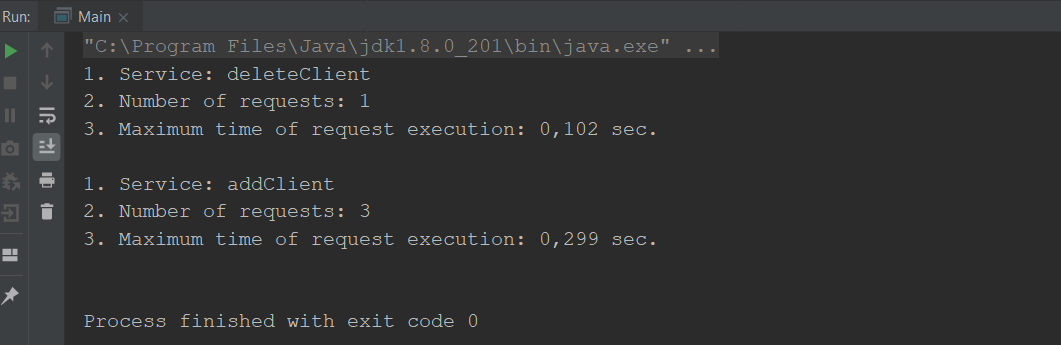 Run: Main
"C:\Program Files\Java\jdk1.8.0_201\bin\java.exe" ...
1. Service: deleteClient
2. Number of requests: 1
3. Maximum time of request execution: 0,102 sec.
1. Service: addClient
2. Number of requests: 3
3. Maximum time of request execution: 0,299 sec.
Process finished with exit code 0